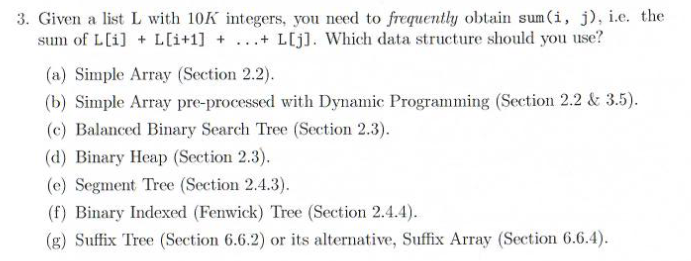 3. Given a list L with 10K integers, you need to frequently obtain sum(i, j), i.e. the
sum of L[i] + L[i+1] + ...+ L[j]. Which data structure should you use?
(a) Simple Array (Section 2.2).
(b) Simple Array pre-processed with Dynamic Programming (Section 2.2 & 3.5).
(c) Balanced Binary Search Tree (Section 2.3).
(d) Binary Heap (Section 2.3).
(e) Segment Tree (Section 2.4.3).
(f) Binary Indexed (Fenwick) Tree (Section 2.4.4).
(g) Suffix Tree (Section 6.6.2) or its alternative, Suffix Array (Section 6.6.4).